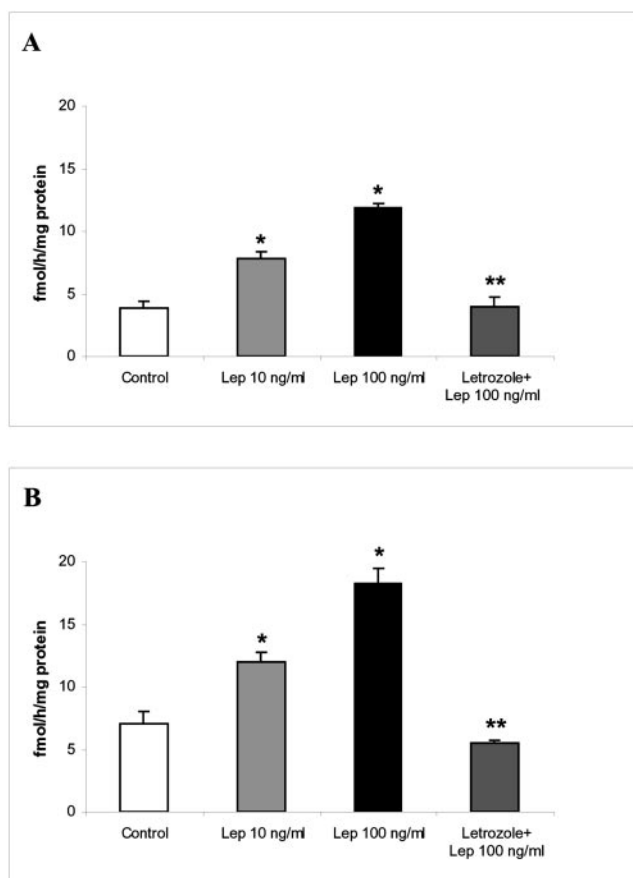 A
fmol/h/mg protein
20
15
10
5
0
*
*
**
Control
Lep 10 ng/ml
Lep 100 ng/ml
Letrozole+
Lep 100 ng/ml
B
fmol/h/mg protein
20
15
10
5
0
*
*
**
Control
Lep 10 ng/ml
Lep 100 ng/ml
Letrozole+
Lep 100 ng/ml